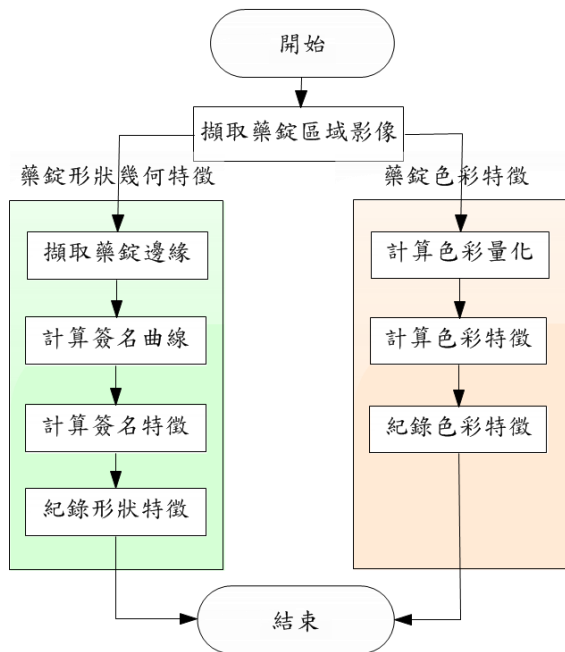 開始
擷取藥錠區域影像
藥錠形狀幾何特徵
擷取藥錠邊緣
計算簽名曲線
計算簽名特徵
紀錄形狀特徵
藥錠色彩特徵
計算色彩量化
計算色彩特徵
紀錄色彩特徵
結束